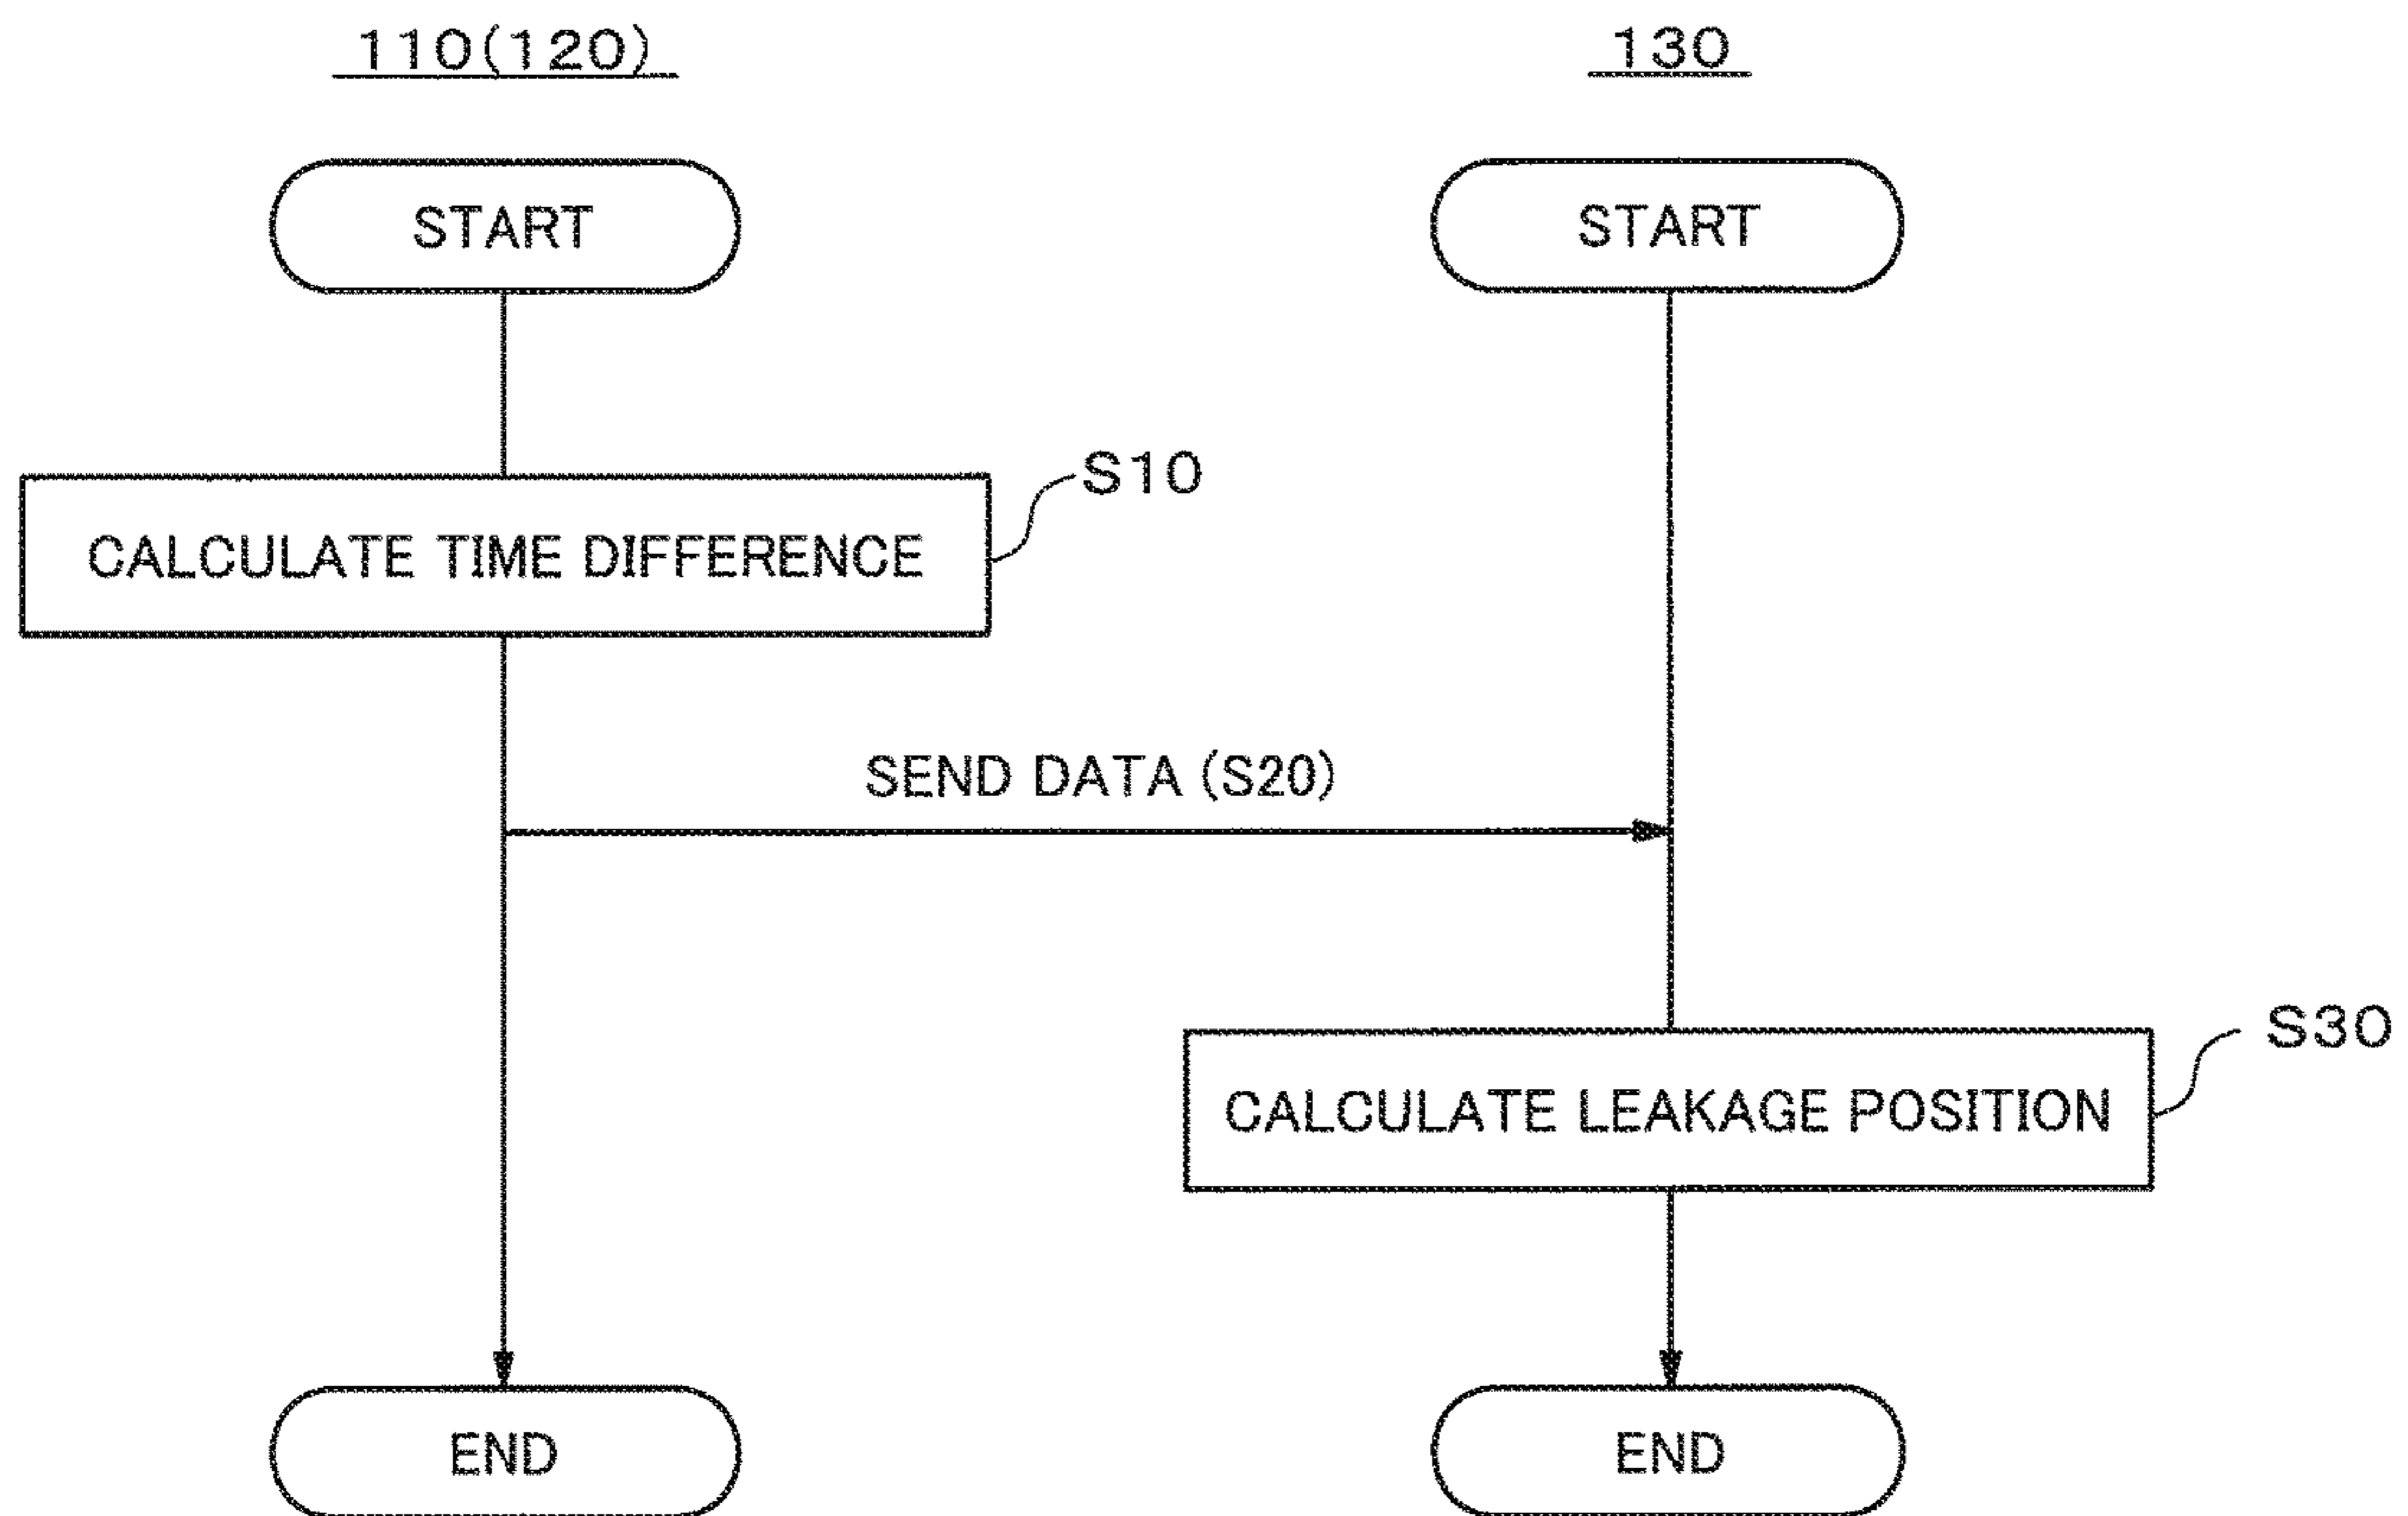 110(120)
130
START
START
S10
CALCULATE TIME DIFFERENCE
SEND DATA (S20)
S30
CALCULATE LEAKAGE POSITION
END
END